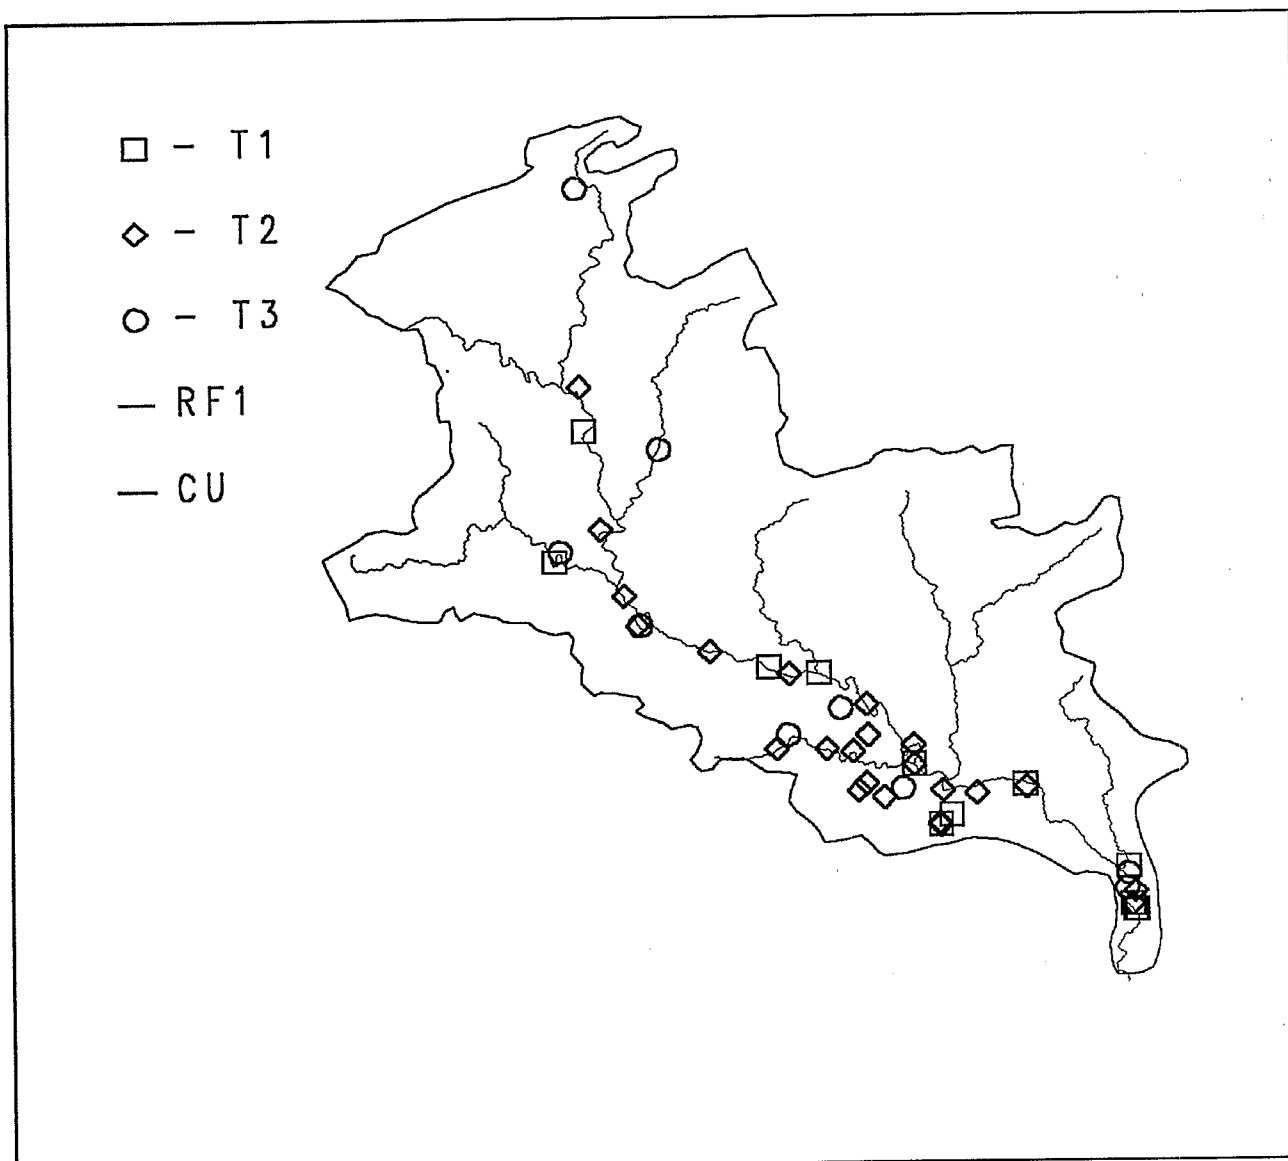 □ - T1
◇ - T2
○ - T3
— RF1
— CU